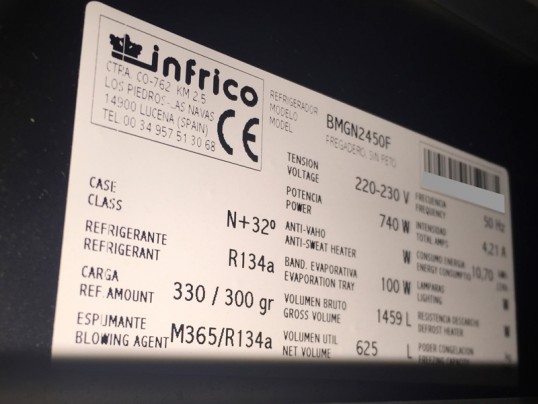 infrico
CTRA. CO-762 KM 2.5
LOS PIEDROS-LAS NAVAS
14900 LUCENA (SPAIN)
TEL: 00 34 957 51 30 68
CE
REFRIGERADOR
MODELO BMGN2450F
MODEL FREGADERO, SIN PETO
CASE
CLASS N+32º
REFRIGERANTE
REFRIGERANT R134a
CARGA
REF.AMOUNT 330 / 300 gr
ESPUMANTE
BLOWING AGENT M365/R134a
TENSION
VOLTAGE 220-230 V
POTENCIA
POWER 740 W
ANTI-VAHO
ANTI-SWEAT HEATER W
BAND. EVAPORATIVA
EVAPORATION TRAY 100 W
VOLUMEN BRUTO
GROSS VOLUME 1459 L
VOLUMEN UTIL
NET VOLUME 625 L
FRECUENCIA
FREQUENCY 50 Hz
INTENSIDAD
TOTAL AMPS 4,21 A
CONSUMO ENERGIA
ENERGY CONSUMPTION 10,70
LAMPARAS
LIGHTING W
RESISTENCIA DESCARCHE
DEFROST HEATER W
PODER CONGELACION
FREEZING CAPACITY